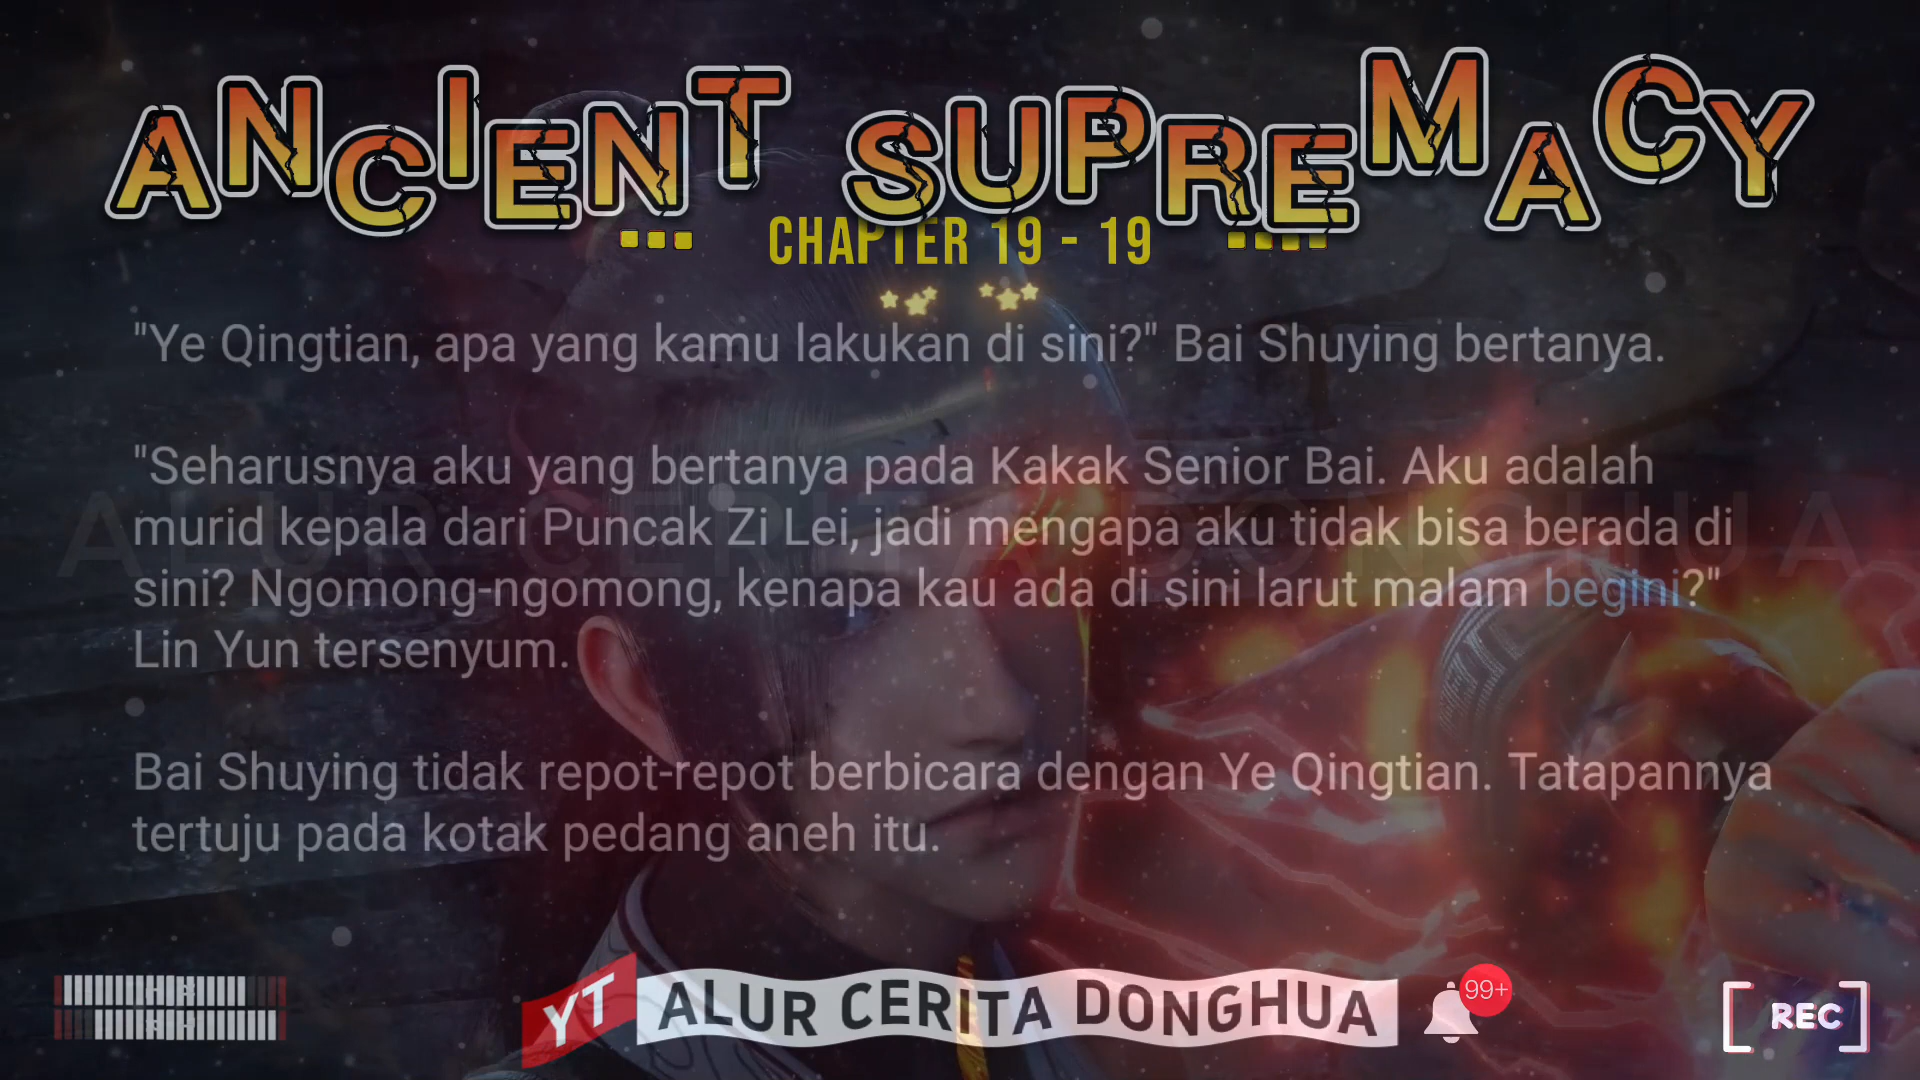 ANCIENT SUPREMACY
CHAPTER 19 - 19
"Ye Qingtian, apa yang kamu lakukan di sini?" Bai Shuying bertanya.
"Seharusnya aku yang bertanya pada Kakak Senior Bai. Aku adalah
murid kepala dari Puncak Zi Lei, jadi mengapa aku tidak bisa berada di
sini? Ngomong-ngomong, kenapa kau ada di sini larut malam begini?"
Lin Yun tersenyum.
ALUR CERITA DONGHUA
Bai Shuying tidak repot-repot berbicara dengan Ye Qingtian. Tatapannya
tertuju pada kotak pedang aneh itu.
YT ALUR CERITA DONGHUA 99+
REC